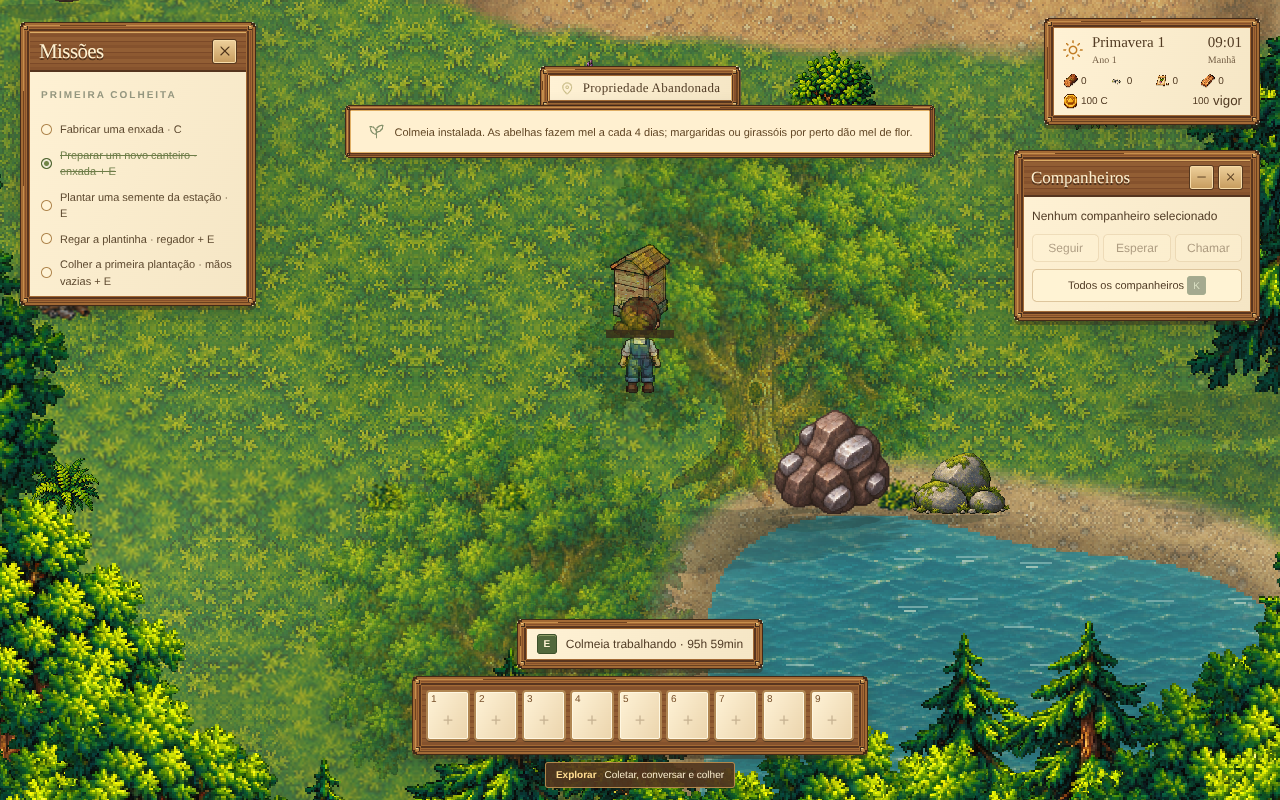 Missões
PRIMEIRA COLHEITA
Fabricar uma enxada · C
Preparar um novo canteiro ·
enxada + E
Plantar uma semente da estação ·
E
Regar a plantinha · regador + E
Colher a primeira plantação · mãos
vazias + E
Propriedade Abandonada
Colmeia instalada. As abelhas fazem mel a cada 4 dias; margaridas ou girassóis por perto dão mel de flor.
Primavera 1
09:01
Ano 1
Manhã
0
0
0
0
100 C
100 vigor
Companheiros
Nenhum companheiro selecionado
Seguir
Esperar
Chamar
Todos os companheiros K
E Colmeia trabalhando · 95h 59min
1
2
3
4
5
6
7
8
9
Explorar Coletar, conversar e colher